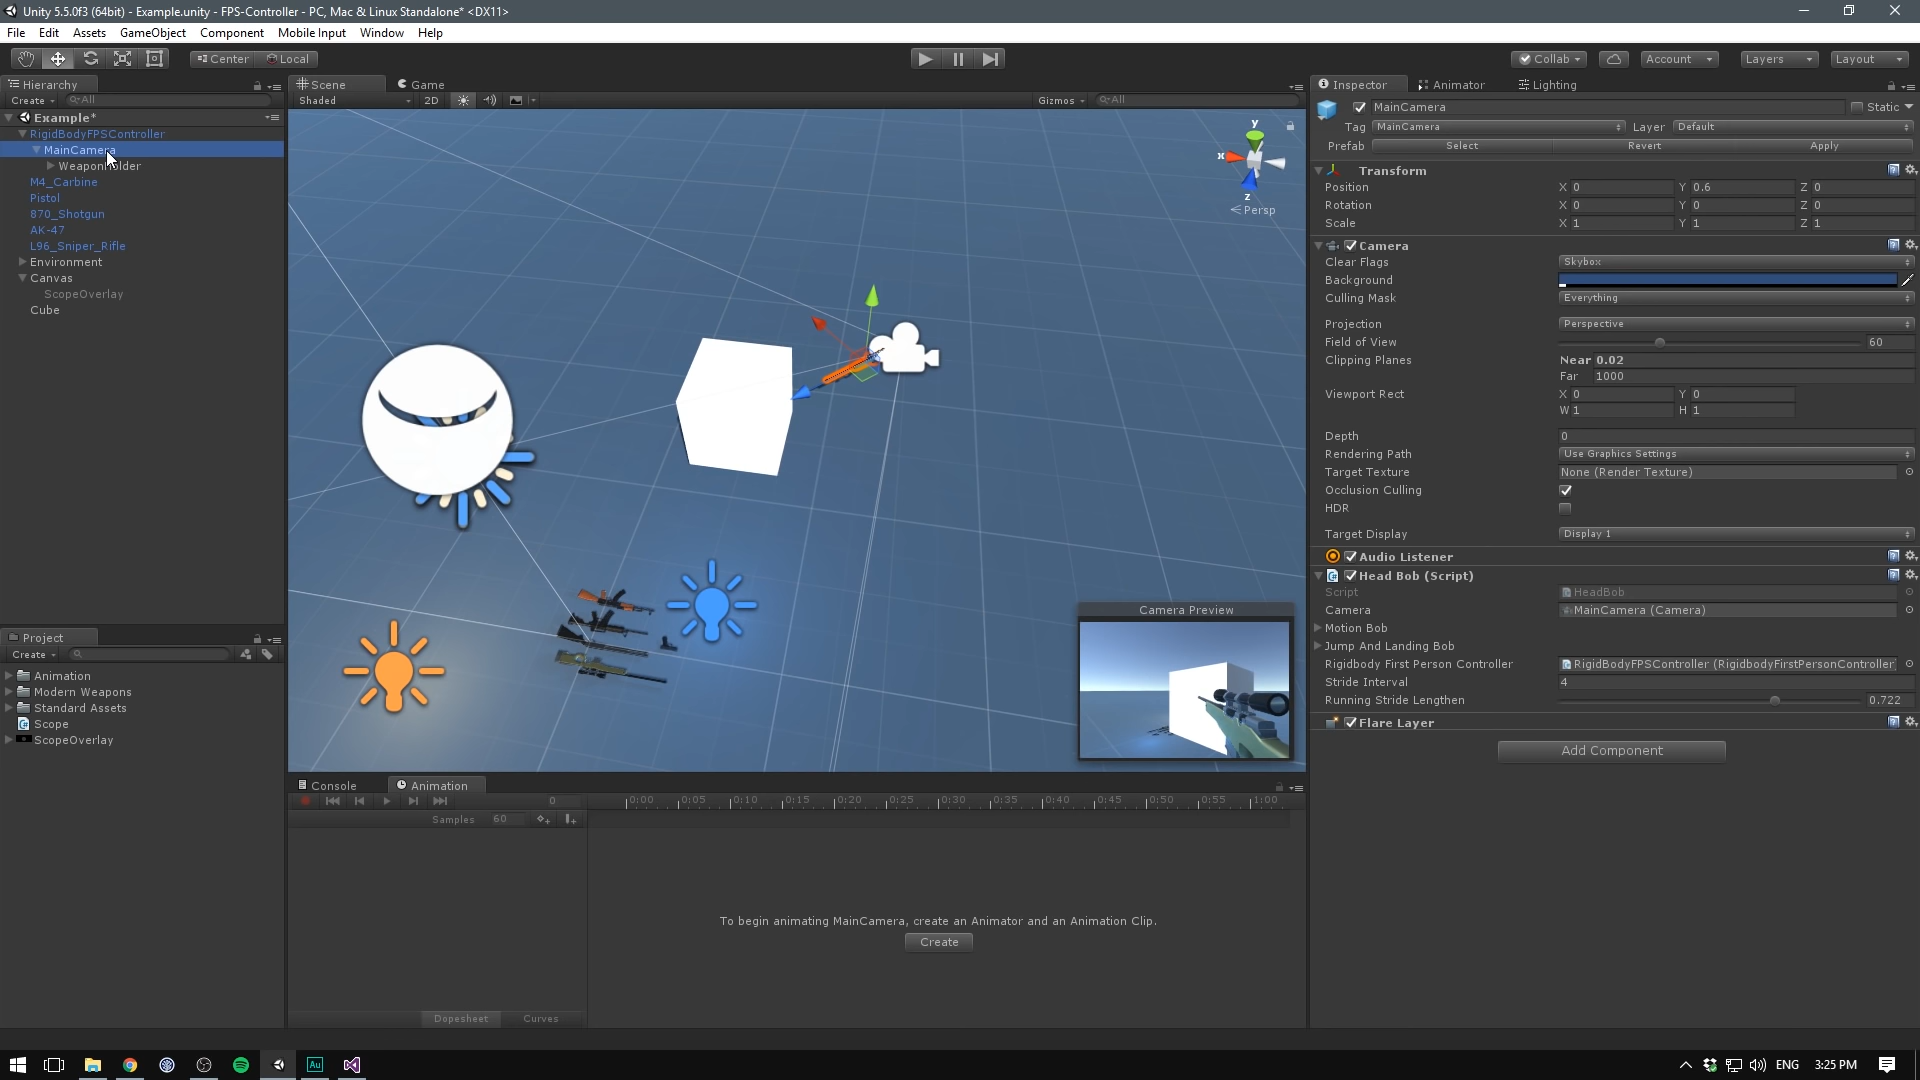 Unity 5.5.0f3 (64bit) - Example.unity - FPS-Controller - PC, Mac & Linux Standalone* <DX11>
File Edit Assets GameObject Component Mobile Input Window Help
Center Local Collab Account Layers Layout
Hierarchy
Create All
Example*
RigidBodyFPSController
MainCamera
WeaponHolder
M4_Carbine
Pistol
870_Shotgun
AK-47
L96_Sniper_Rifle
Environment
Canvas
ScopeOverlay
Cube
Project
Create
Animation
Modern Weapons
Standard Assets
Scope
ScopeOverlay
Scene Game
Shaded 2D Gizmos All
y
x
z
Persp
Camera Preview
Console Animation
0 0:00 0:05 0:10 0:15 0:20 0:25 0:30 0:35 0:40 0:45 0:50 0:55 1:00
Samples 60
To begin animating MainCamera, create an Animator and an Animation Clip.
Create
Dopesheet Curves
Inspector Animator Lighting
MainCamera Static
Tag MainCamera Layer Default
Prefab Select Revert Apply
Transform
Position X 0 Y 0.6 Z 0
Rotation X 0 Y 0 Z 0
Scale X 1 Y 1 Z 1
Camera
Clear Flags Skybox
Background
Culling Mask Everything
Projection Perspective
Field of View 60
Clipping Planes Near 0.02
Far 1000
Viewport Rect X 0 Y 0
W 1 H 1
Depth 0
Rendering Path Use Graphics Settings
Target Texture None (Render Texture)
Occlusion Culling
HDR
Target Display Display 1
Audio Listener
Head Bob (Script)
Script HeadBob
Camera MainCamera (Camera)
Motion Bob
Jump And Landing Bob
Rigidbody First Person Controller RigidBodyFPSController (RigidbodyFirstPersonController
Stride Interval 4
Running Stride Lengthen 0.722
Flare Layer
Add Component
Au ENG 3:25 PM